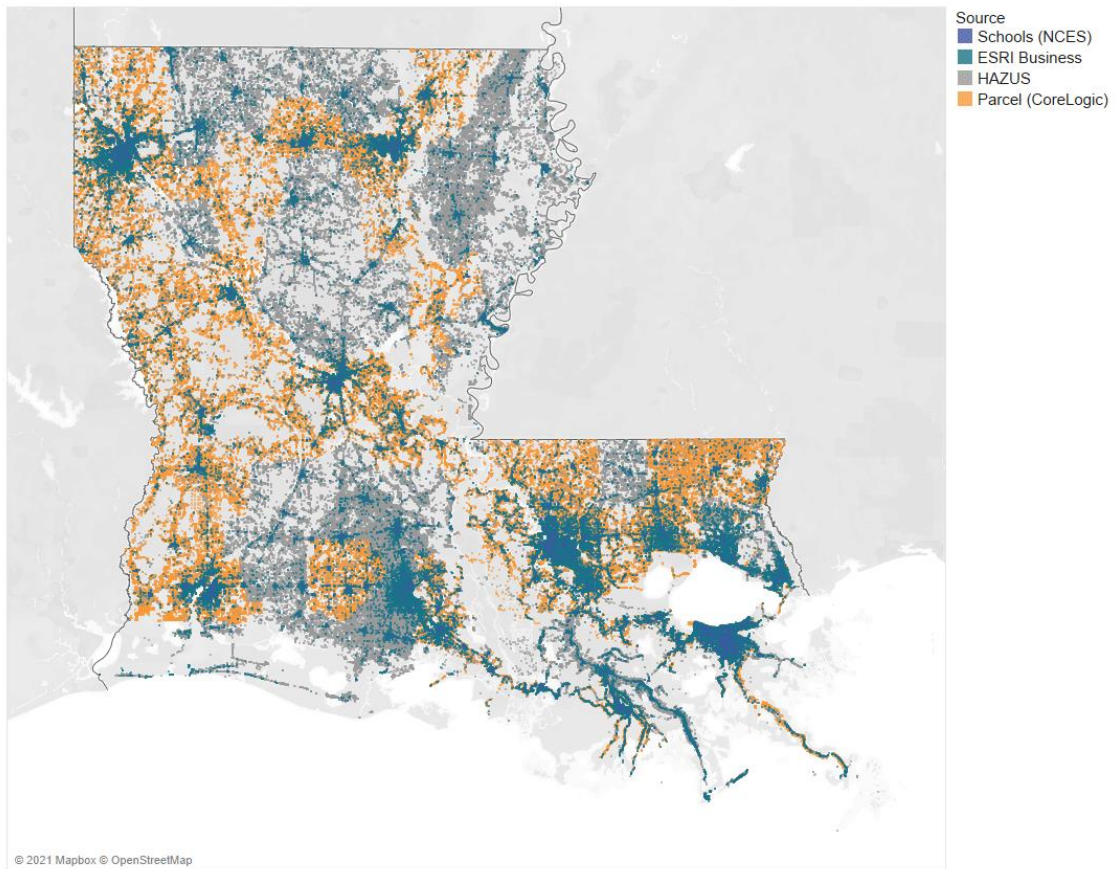 Source
Schools (NCES)
ESRI Business
HAZUS
Parcel (CoreLogic)
© 2021 Mapbox © OpenStreetMap